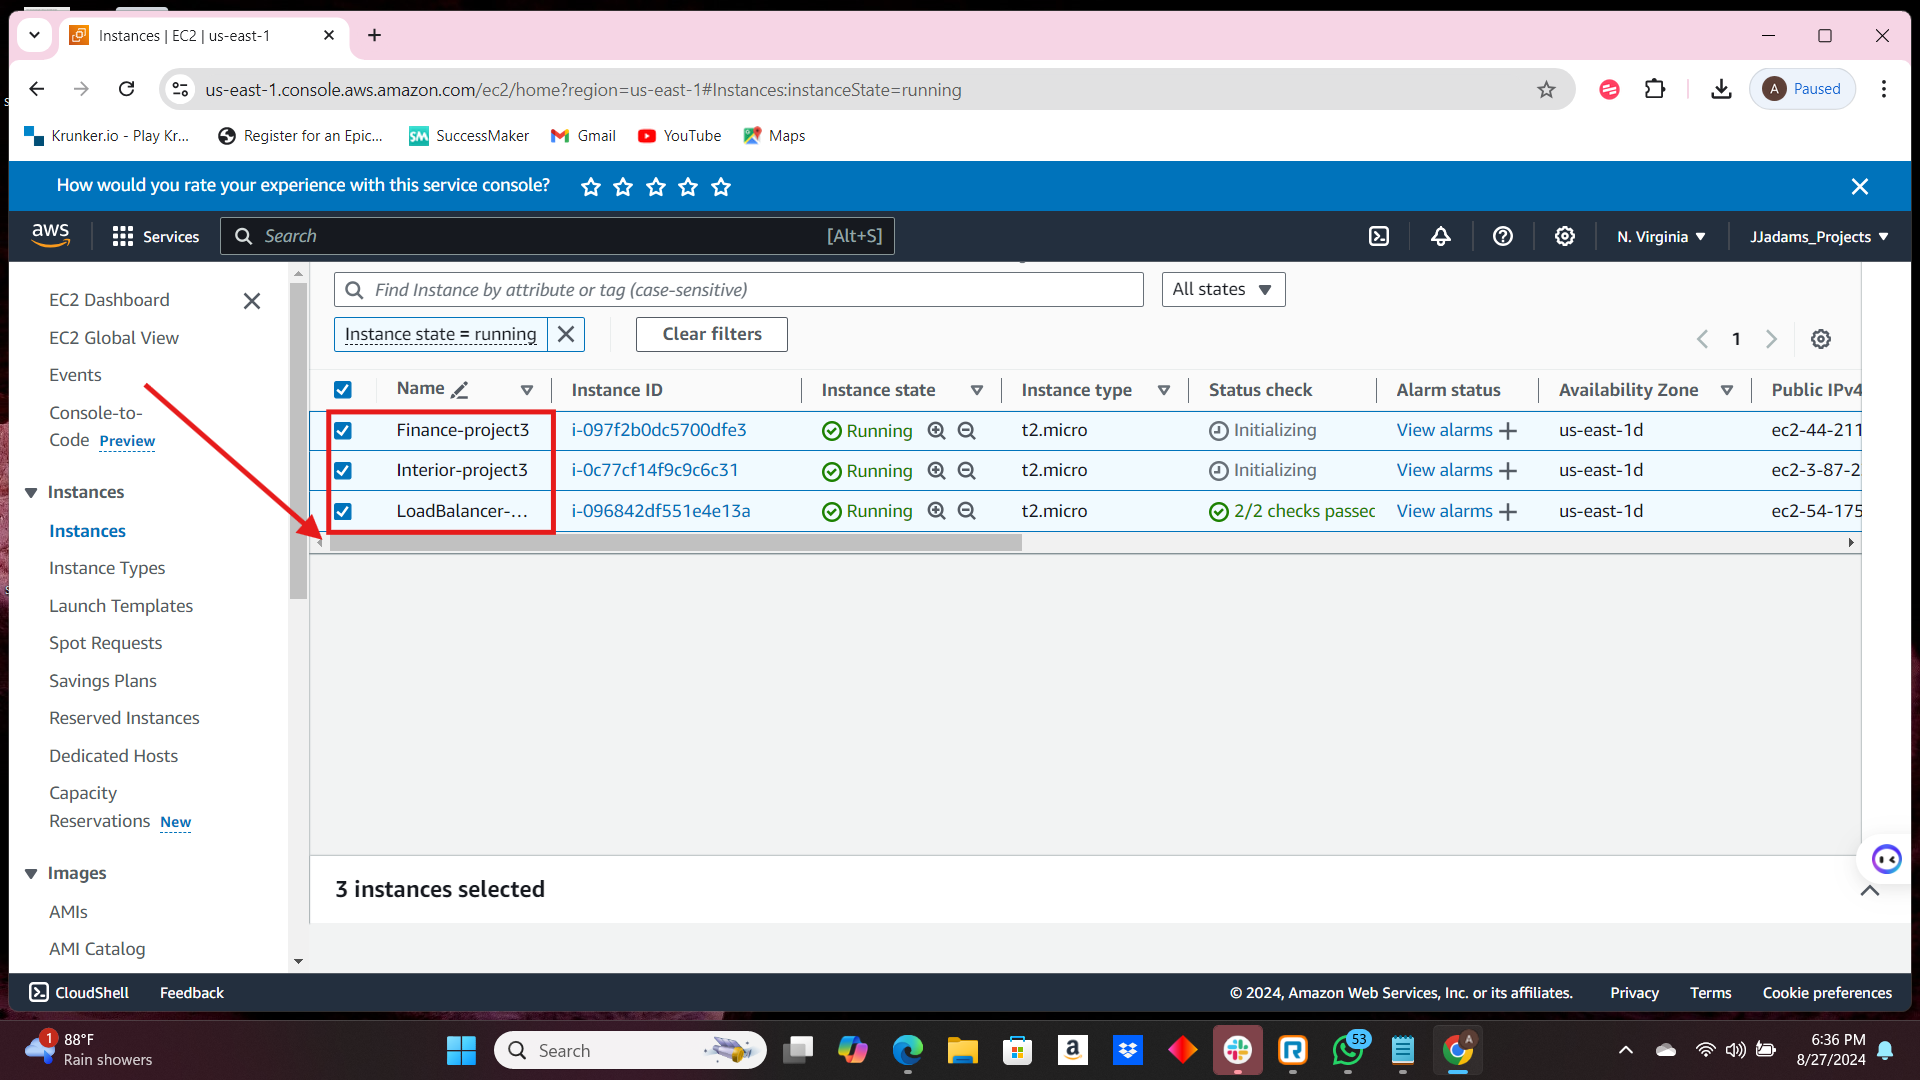 Instances | EC2 | us-east-1
us-east-1.console.aws.amazon.com/ec2/home?region=us-east-1#Instances:instanceState=running
A Paused
Krunker.io - Play Kr... Register for an Epic... SM SuccessMaker Gmail YouTube Maps
How would you rate your experience with this service console?
aws Services Search [Alt+S] N. Virginia JJadams_Projects
EC2 Dashboard
EC2 Global View
Events
Console-to-
Code Preview
Instances
Instances
Instance Types
Launch Templates
Spot Requests
Savings Plans
Reserved Instances
Dedicated Hosts
Capacity
Reservations New
Images
AMIs
AMI Catalog
Find Instance by attribute or tag (case-sensitive) All states
Instance state = running Clear filters 1
Name Instance ID Instance state Instance type Status check Alarm status Availability Zone Public IPv4
Finance-project3 i-097f2b0dc5700dfe3 Running t2.micro Initializing View alarms us-east-1d ec2-44-211
Interior-project3 i-0c77cf14f9c9c6c31 Running t2.micro Initializing View alarms us-east-1d ec2-3-87-2
LoadBalancer-... i-096842df551e4e13a Running t2.micro 2/2 checks passec View alarms us-east-1d ec2-54-175
3 instances selected
CloudShell Feedback © 2024, Amazon Web Services, Inc. or its affiliates. Privacy Terms Cookie preferences
1 88°F
Rain showers
Search
a
R
53
A
6:36 PM
8/27/2024